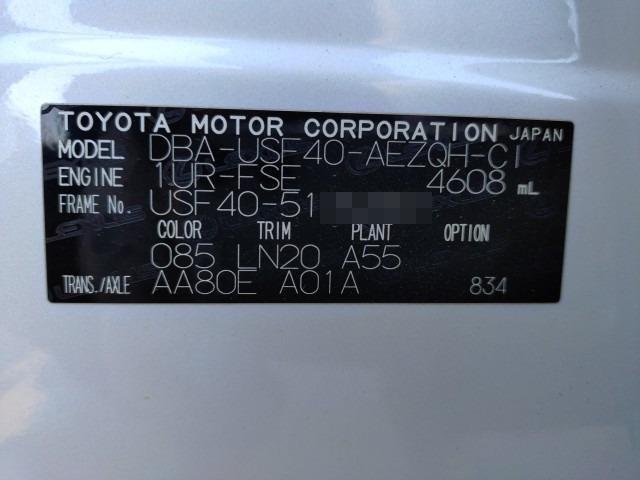 TOYOTA MOTOR CORPORATION JAPAN
MODEL DBA-USF40-AEZQH-CI
ENGINE 1UR-FSE 4608 mL
FRAME No. USF40-51
COLOR TRIM PLANT OPTION
085 LN20 A55
TRANS./AXLE AA80E A01A 834